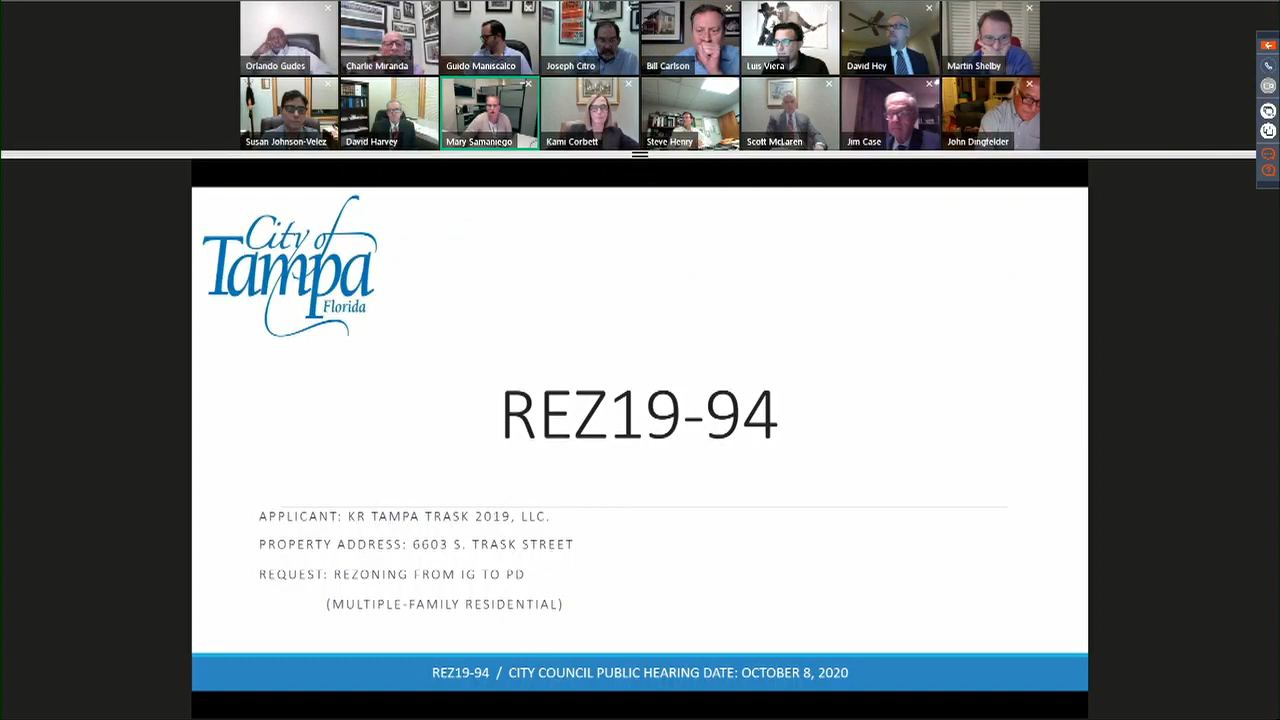 Orlando Gudes
Charlie Miranda
Guido Maniscalco
Joseph Citro
Bill Carlson
Luis Viera
David Hey
Martin Shelby
Susan Johnson-Velez
David Harvey
Mary Samaniego
Kami Corbett
Steve Henry
Scott McLaren
Jim Case
John Dingfelder
City of
Tampa
Florida
REZ19-94
APPLICANT: KR TAMPA TRASK 2019, LLC.
PROPERTY ADDRESS: 6603 S. TRASK STREET
REQUEST: REZONING FROM IG TO PD
(MULTIPLE-FAMILY RESIDENTIAL)
REZ19-94 / CITY COUNCIL PUBLIC HEARING DATE: OCTOBER 8, 2020